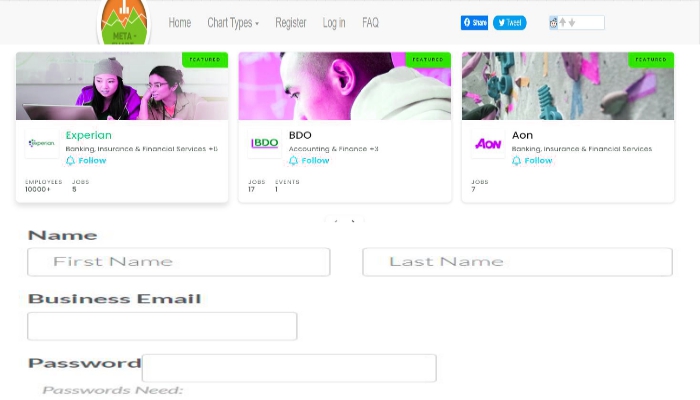 META -
Home Chart Types Register Log in FAQ Share Tweet
FEATURED FEATURED FEATURED
Experian
Experian
Banking, Insurance & Financial Services +6
Follow
EMPLOYEES JOBS
10000+ 5
BDO
BDO
Accounting & Finance +3
Follow
JOBS EVENTS
17 1
AON
Aon
Banking, Insurance & Financial Services
Follow
JOBS
7
Name
First Name Last Name
Business Email
Password
Passwords Need: